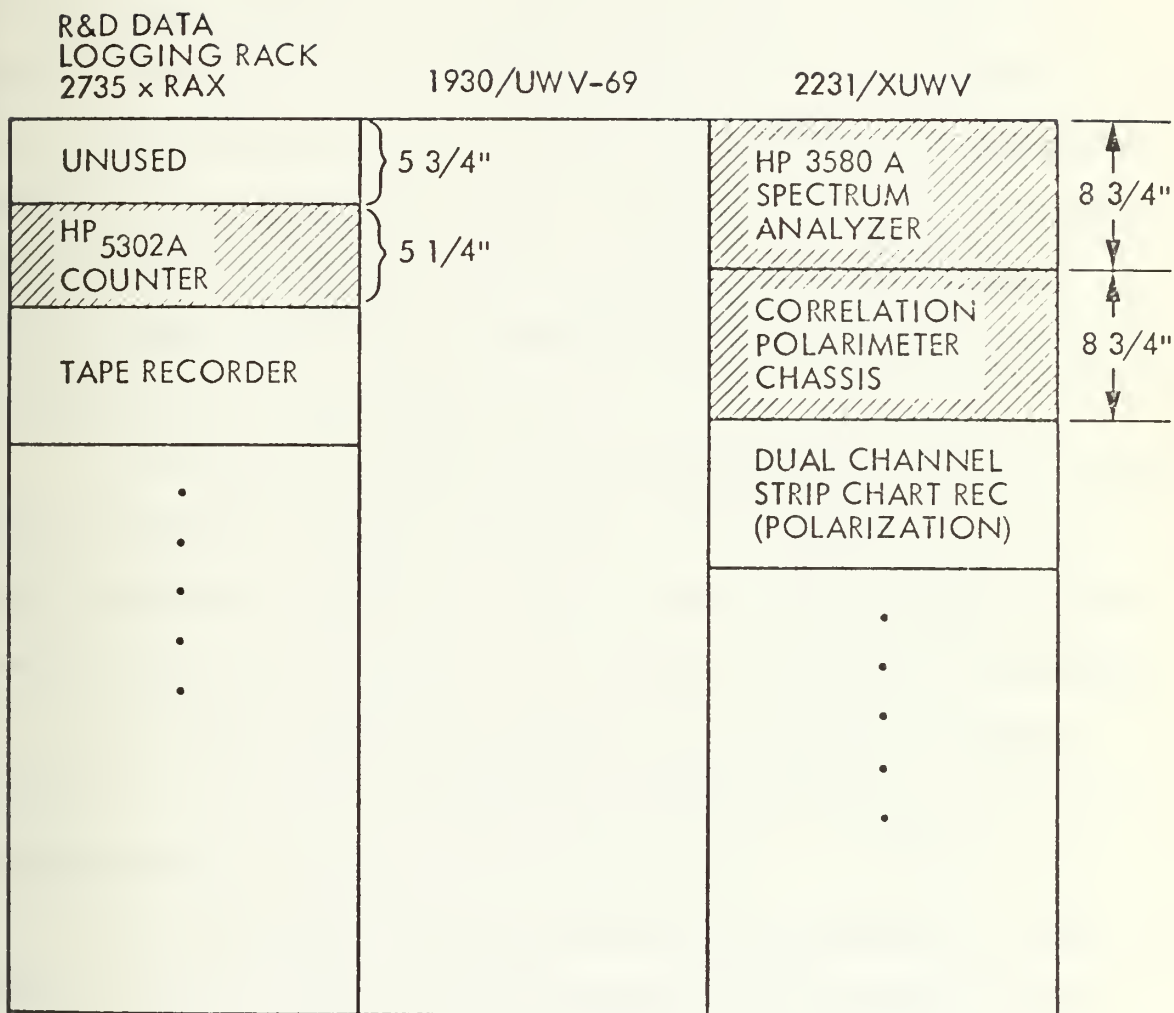 R&D DATA
LOGGING RACK
2735 x RAX
1930/UWV-69
2231/XUWV
UNUSED
5 3/4"
HP 5302A
COUNTER
5 1/4"
TAPE RECORDER
HP 3580 A
SPECTRUM
ANALYZER
8 3/4"
CORRELATION
POLARIMETER
CHASSIS
8 3/4"
DUAL CHANNEL
STRIP CHART REC
(POLARIZATION)